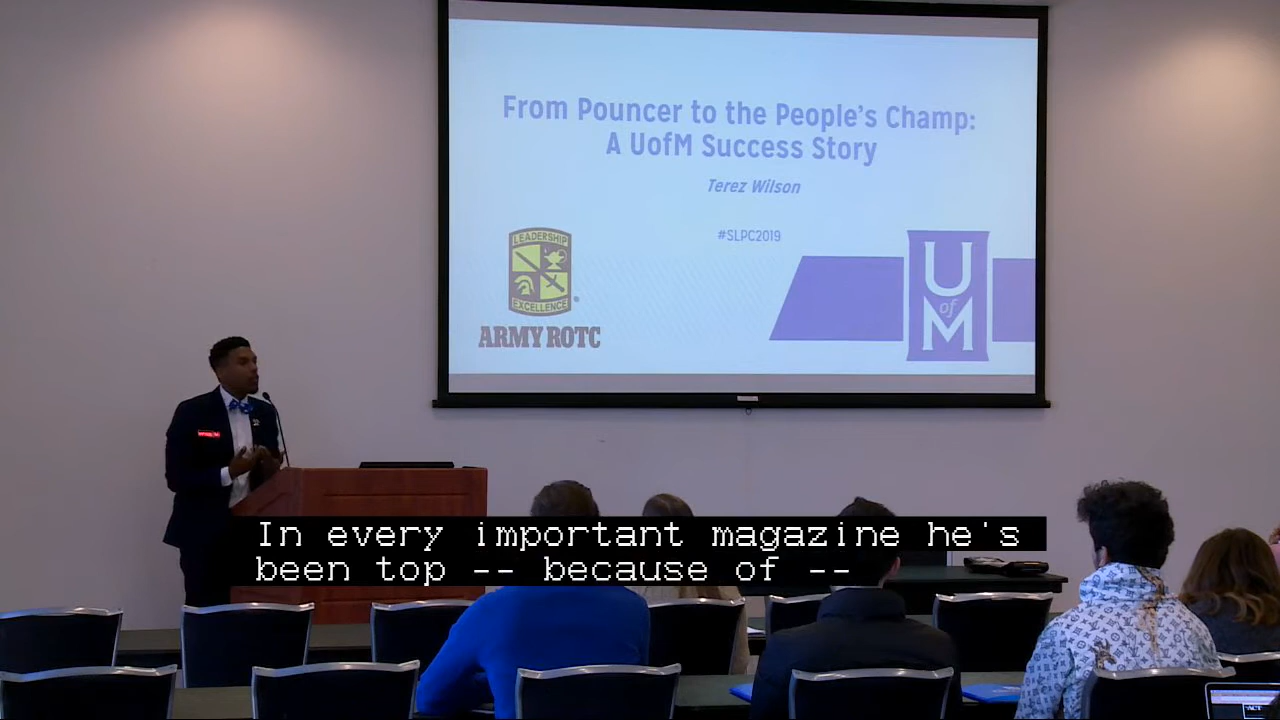 From Pouncer to the People's Champ:
A UofM Success Story
Terez Wilson
#SLPC2019
LEADERSHIP
EXCELLENCE
ARMY ROTC
U
of
M
In every important magazine he's
been top -- because of --